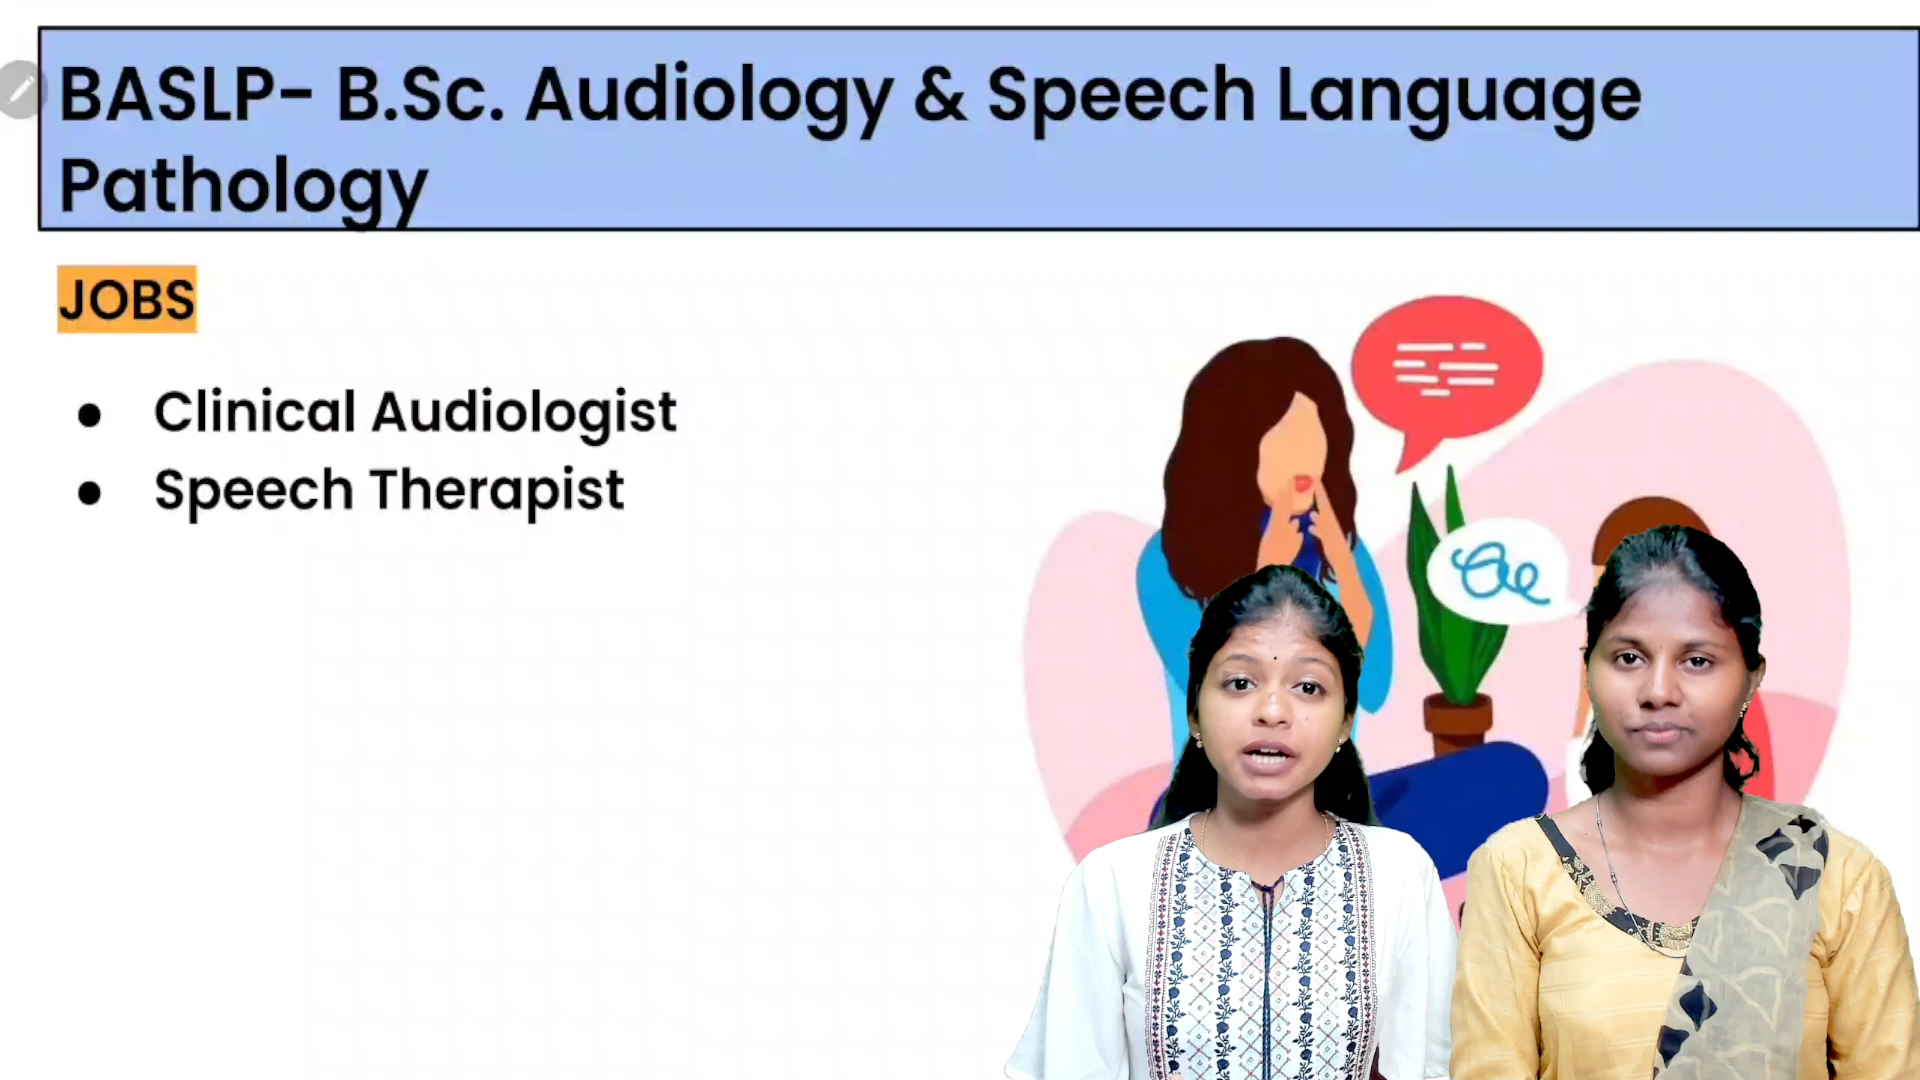 BASLP- B.Sc. Audiology & Speech Language
Pathology
JOBS
● Clinical Audiologist
● Speech Therapist